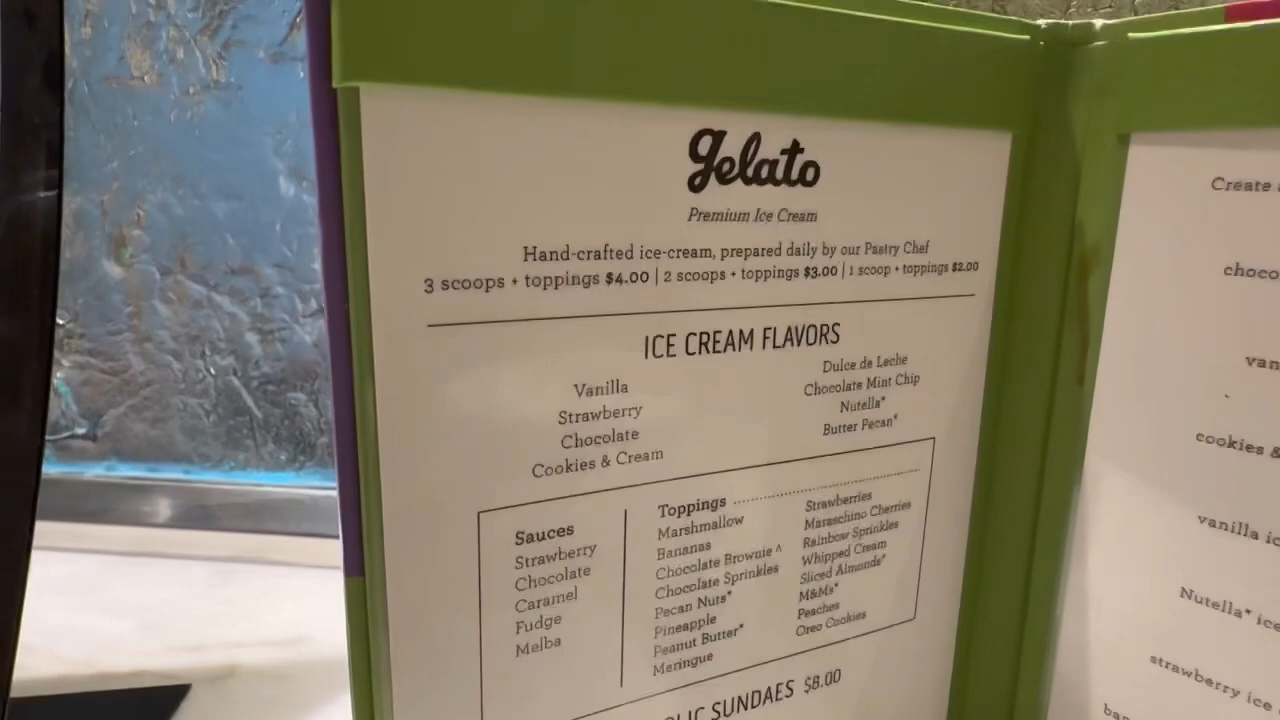 gelato
Premium Ice Cream
Hand-crafted ice-cream, prepared daily by our Pastry Chef
3 scoops + toppings $4.00 | 2 scoops + toppings $3.00 | 1 scoop + toppings $2.00
ICE CREAM FLAVORS
Vanilla
Strawberry
Chocolate
Cookies & Cream
Dulce de Leche
Chocolate Mint Chip
Nutella*
Butter Pecan*
Sauces
Strawberry
Chocolate
Caramel
Fudge
Melba
Toppings
Marshmallow
Bananas
Chocolate Brownie ^
Chocolate Sprinkles
Pecan Nuts*
Pineapple
Peanut Butter*
Meringue
Strawberries
Maraschino Cherries
Rainbow Sprinkles
Whipped Cream
Sliced Almonds*
M&Ms*
Peaches
Oreo Cookies
SUNDAES $8.00
Create
choco
van
cookies &
vanilla ic
Nutella* ice
strawberry ice